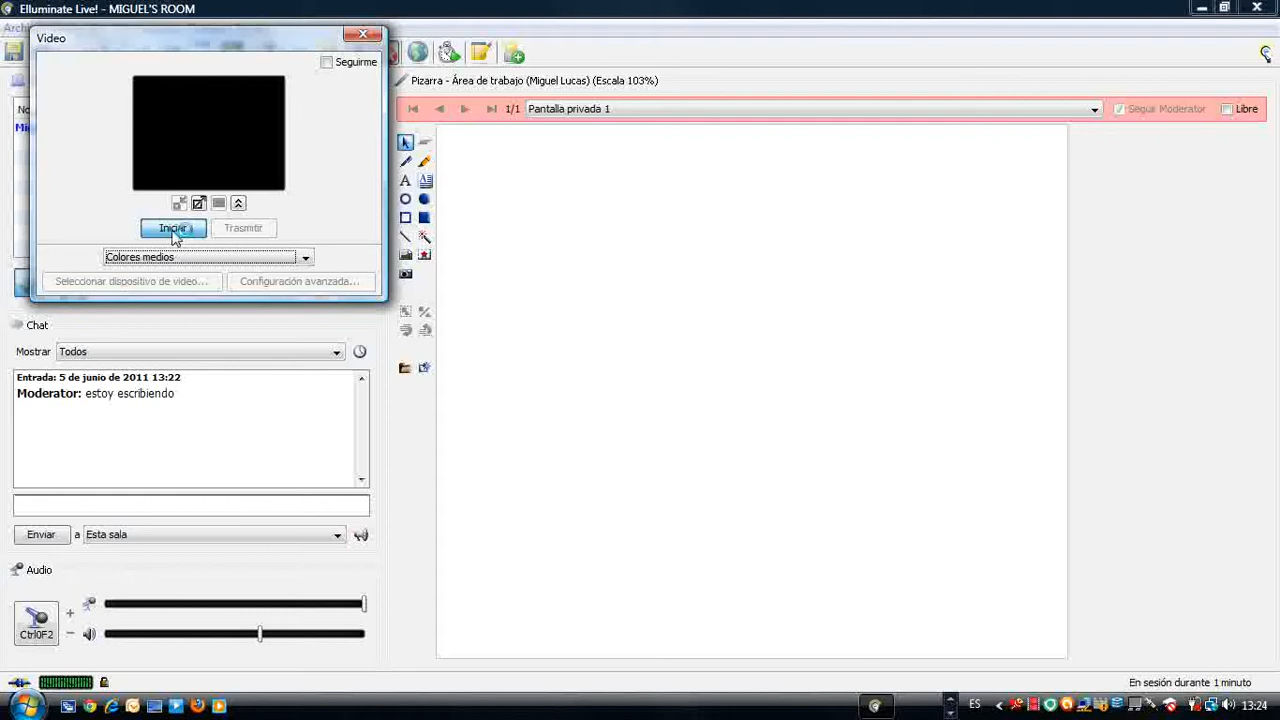 Elluminate Live! - MIGUEL'S ROOM
Video
Seguirme
Pizarra - Área de trabajo (Miguel Lucas) (Escala 103%)
1/1
Pantalla privada 1
Seguir Moderator
Libre
Trasmitir
Colores medios
Seleccionar dispositivo de video...
Configuración avanzada...
Chat
Mostrar
Todos
Entrada: 5 de junio de 2011 13:22
Moderator: estoy escribiendo
Enviar
a
Esta sala
Audio
Ctrl0F2
En sesión durante 1 minuto
ES
13:24